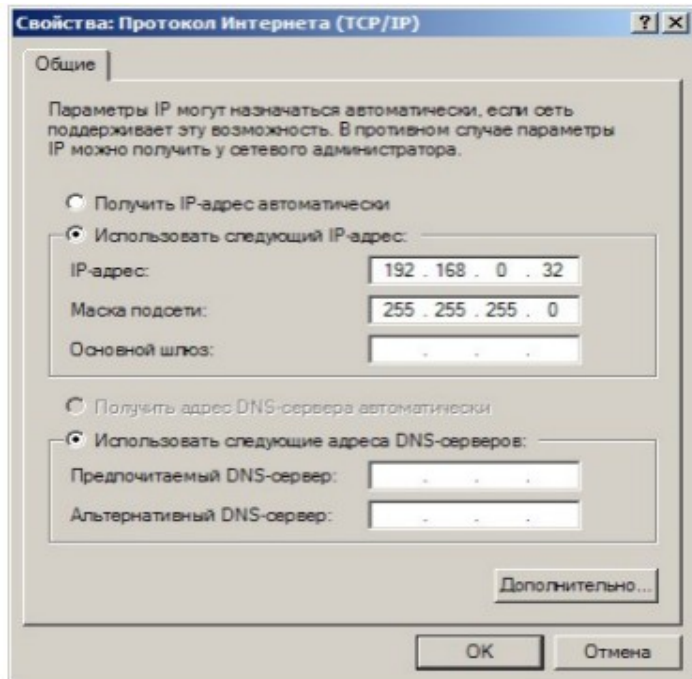 Свойства: Протокол Интернета (TCP/IP)
Общие
Параметры IP могут назначаться автоматически, если сеть
поддерживает эту возможность. В противном случае параметры
IP можно получить у сетевого администратора.
Получить IP-адрес автоматически
Использовать следующий IP-адрес:
IP-адрес: 192 . 168 . 0 . 32
Маска подсети: 255 . 255 . 255 . 0
Основной шлюз: . . .
Получить адрес DNS-сервера автоматически
Использовать следующие адреса DNS-серверов:
Предпочитаемый DNS-сервер: . . .
Альтернативный DNS-сервер: . . .
Дополнительно...
OK Отмена